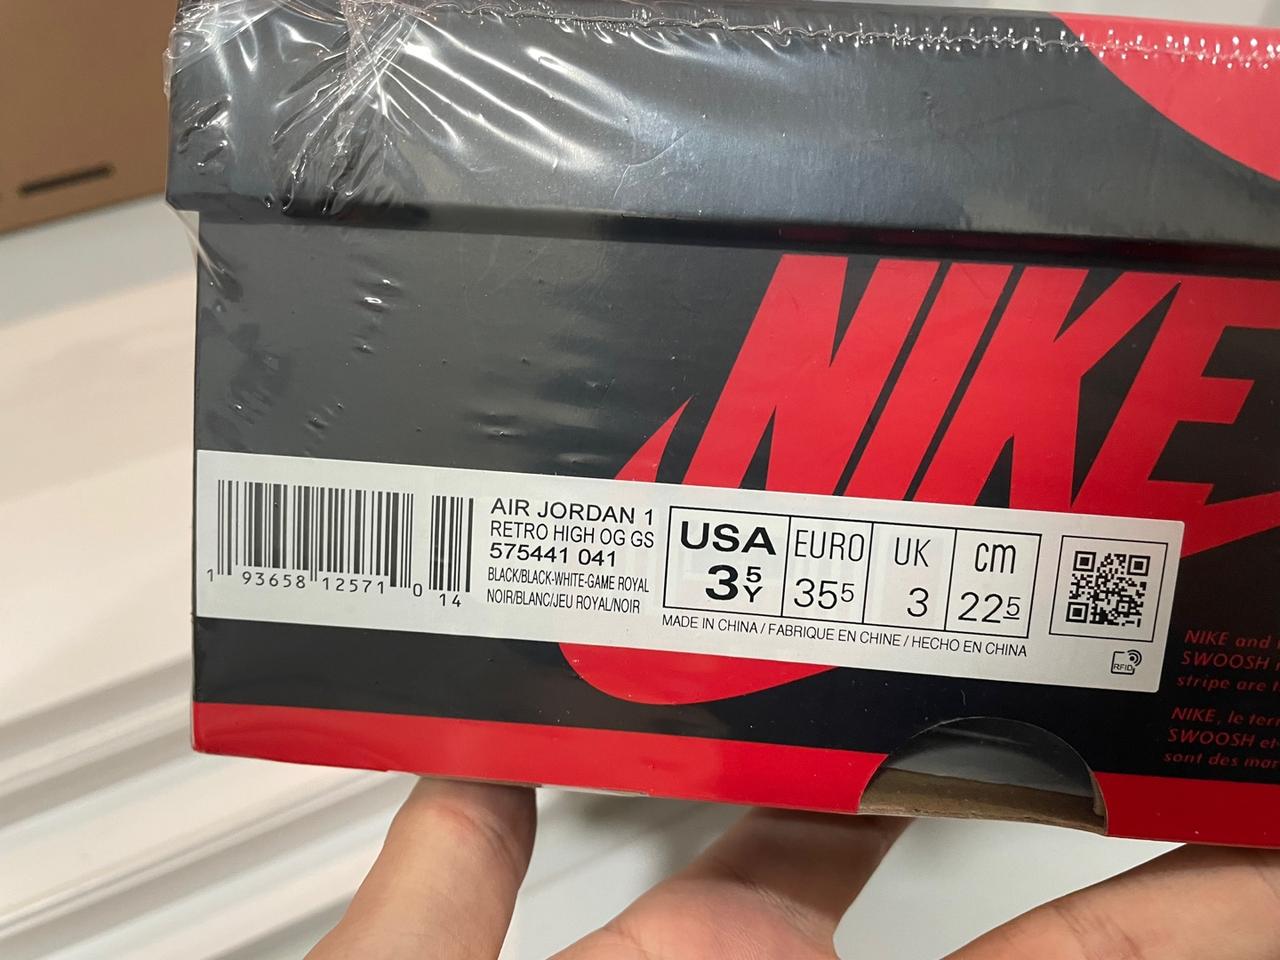 NIKE
AIR JORDAN 1
RETRO HIGH OG GS
575441 041
BLACK/BLACK-WHITE-GAME ROYAL
NOIR/BLANC/JEU ROYAL/NOIR
1 93658 12571 0 14
USA EURO UK cm
3 5 Y 35 5 3 22 5
MADE IN CHINA / FABRIQUE EN CHINE / HECHO EN CHINA
RFID
NIKE and
SWOOSH
stripe are
NIKE, le
SWOOSH et
sont des